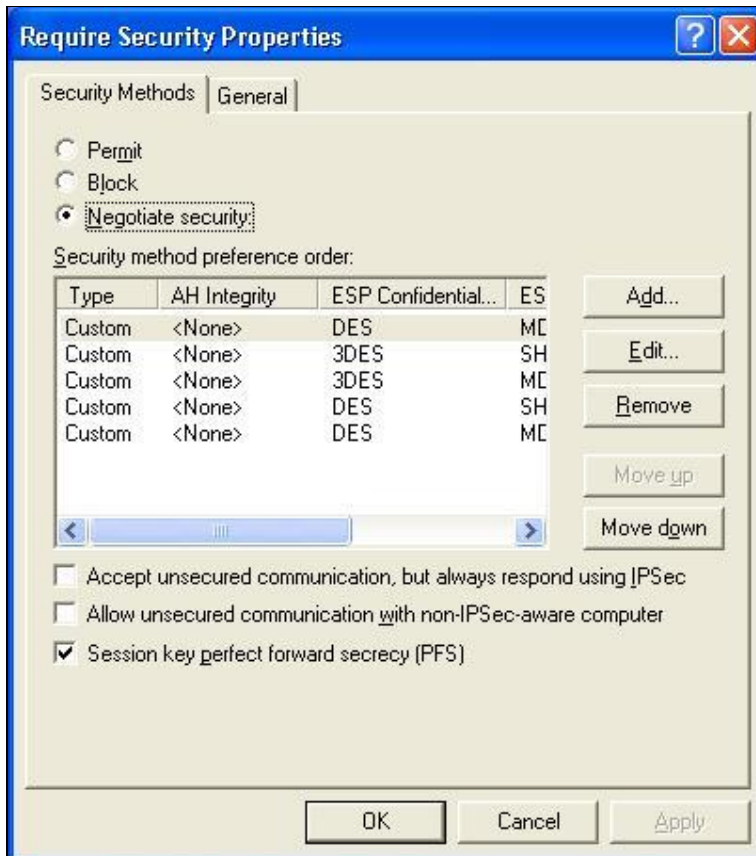 Require Security Properties
Security Methods General
Permit
Block
Negotiate security:
Security method preference order:
Type AH Integrity ESP Confidential... ES
Custom <None> DES MD
Custom <None> 3DES SH
Custom <None> 3DES MD
Custom <None> DES SH
Custom <None> DES MD
Add...
Edit...
Remove
Move up
Move down
Accept unsecured communication, but always respond using IPSec
Allow unsecured communication with non-IPSec-aware computer
Session key perfect forward secrecy (PFS)
OK Cancel Apply